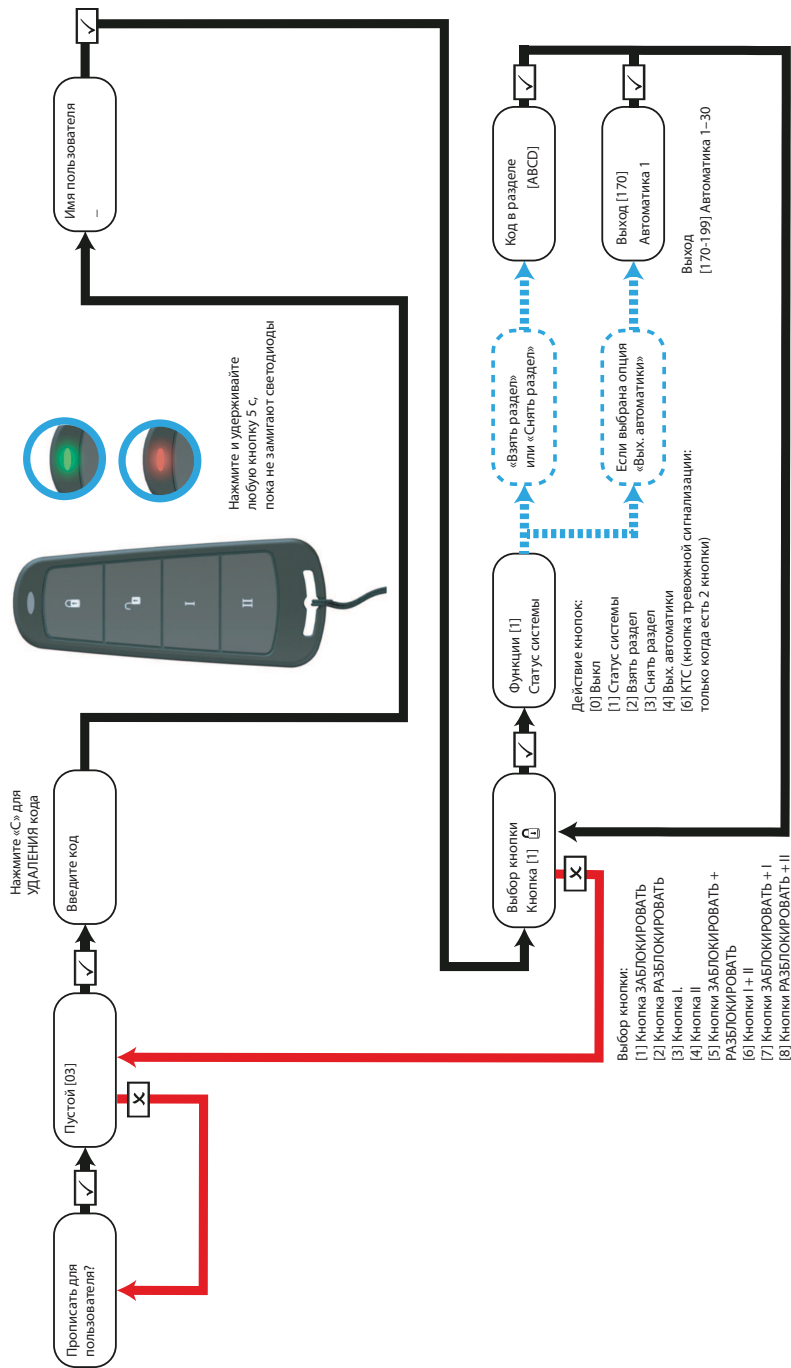 Прописать для
пользователя?
Пустой [03]
Нажмите «С» для
УДАЛЕНИЯ кода
Введите код
Нажмите и удерживайте
любую кнопку 5 с,
пока не замигают светодиоды
I
II
Имя пользователя
_
Выбор кнопки
Кнопка [1]
Выбор кнопки:
[1] Кнопка ЗАБЛОКИРОВАТЬ
[2] Кнопка РАЗБЛОКИРОВАТЬ
[3] Кнопка I.
[4] Кнопка II
[5] Кнопки ЗАБЛОКИРОВАТЬ +
РАЗБЛОКИРОВАТЬ
[6] Кнопки I + II
[7] Кнопки ЗАБЛОКИРОВАТЬ + I
[8] Кнопки РАЗБЛОКИРОВАТЬ + II
Функции [1]
Статус системы
Действие кнопок:
[0] Выкл
[1] Статус системы
[2] Взять раздел
[3] Снять раздел
[4] Вых. автоматики
[6] КТС (кнопка тревожной сигнализации:
только когда есть 2 кнопки)
«Взять раздел»
или «Снять раздел»
Если выбрана опция
«Вых. автоматики»
Код в разделе
[ABCD]
Выход [170]
Автоматика 1
Выход
[170-199] Автоматика 1–30